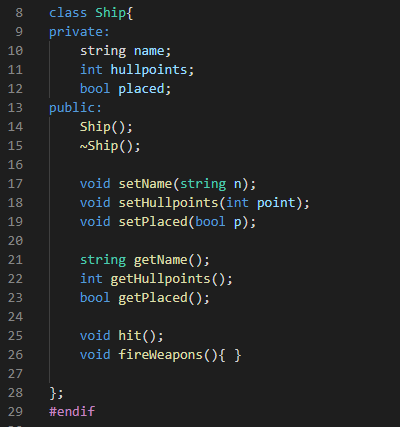 8 class Ship{
9 private:
10 string name;
11 int hullpoints;
12 bool placed;
13 public:
14 Ship();
15 ~Ship();
16
17 void setName(string n);
18 void setHullpoints(int point);
19 void setPlaced(bool p);
20
21 string getName();
22 int getHullpoints();
23 bool getPlaced();
24
25 void hit();
26 void fireWeapons(){ }
27
28 };
29 #endif